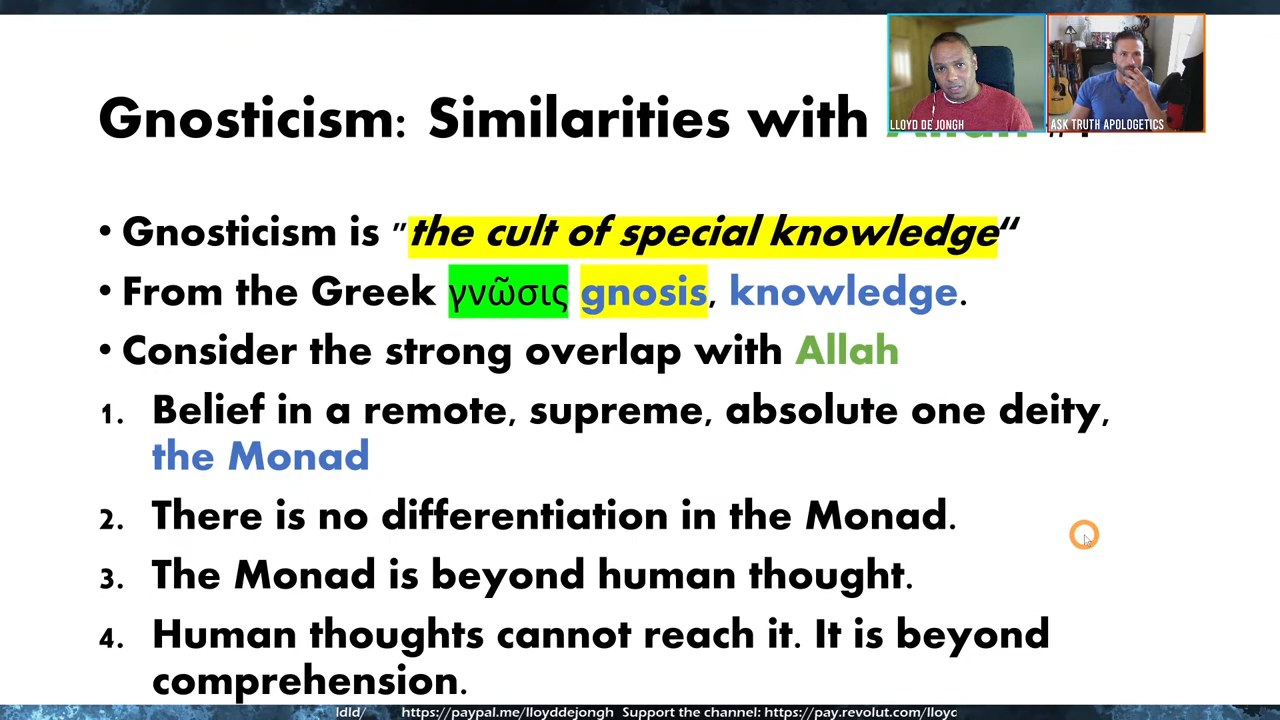 Gnosticism: Similarities with Allah #1
LLOYD DE JONGH
ASK TRUTH APOLOGETICS
• Gnosticism is "the cult of special knowledge“
• From the Greek γνῶσις gnosis, knowledge.
• Consider the strong overlap with Allah
1. Belief in a remote, supreme, absolute one deity,
the Monad
2. There is no differentiation in the Monad.
3. The Monad is beyond human thought.
4. Human thoughts cannot reach it. It is beyond
comprehension.
ldld/ https://paypal.me/lloyddejongh Support the channel: https://pay.revolut.com/lloyc